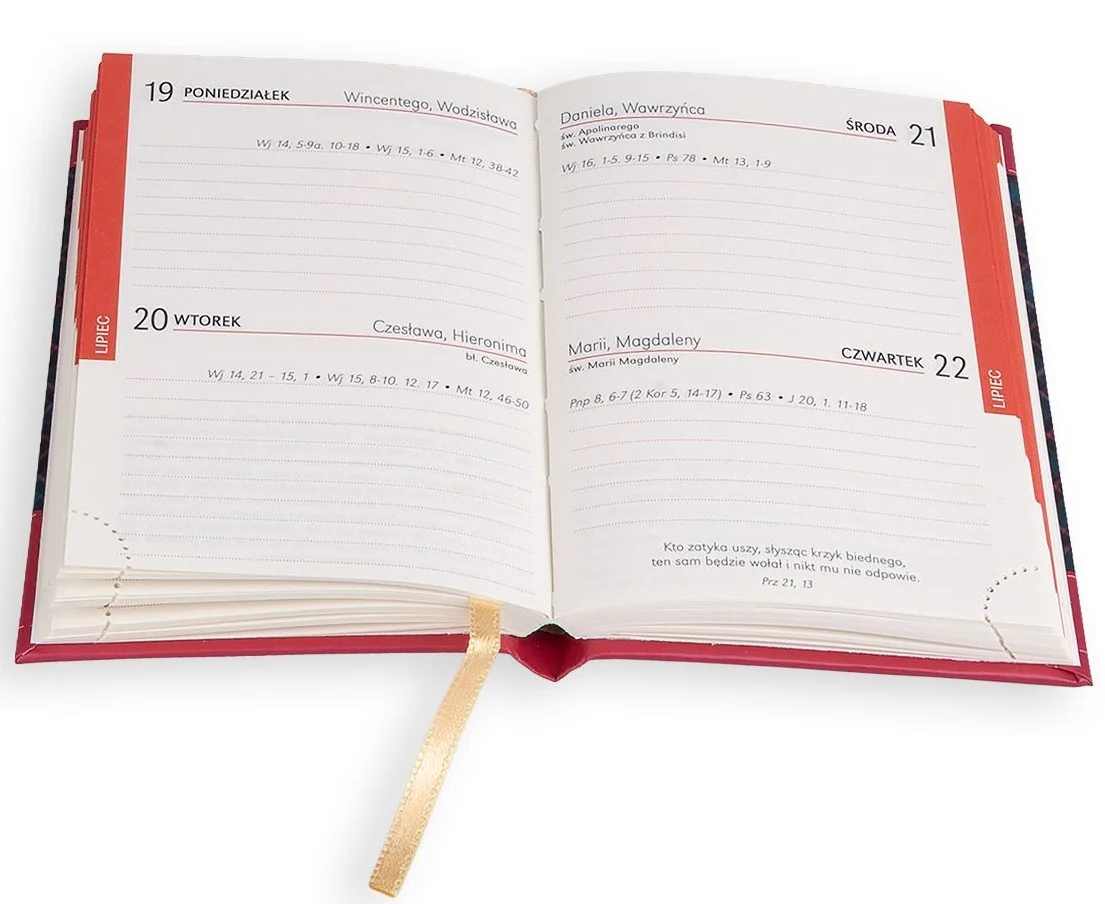 19 PONIEDZIAŁEK Wincentego, Wodzisława
Wj 14, 5-9a. 10-18 • Wj 15, 1-6 • Mt 12, 38-42
LIPIEC
20 WTOREK Czesława, Hieronima
bł. Czesława
Wj 14, 21 – 15, 1 • Wj 15, 8-10. 12. 17 • Mt 12, 46-50
Daniela, Wawrzyńca ŚRODA 21
św. Apolinarego
św. Wawrzyńca z Brindisi
Wj 16, 1-5. 9-15 • Ps 78 • Mt 13, 1-9
Marii, Magdaleny CZWARTEK 22
św. Marii Magdaleny
LIPIEC
Pnp 8, 6-7 (2 Kor 5, 14-17) • Ps 63 • J 20, 1. 11-18
Kto zatyka uszy, słysząc krzyk biednego,
ten sam będzie wołał i nikt mu nie odpowie.
Prz 21, 13